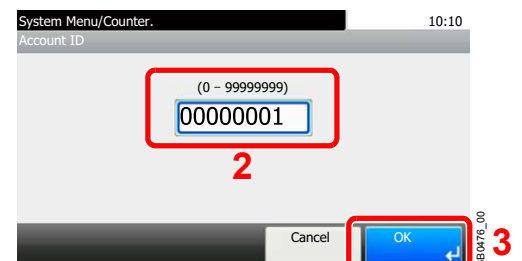 System Menu/Counter. 10:10
Account ID
(0 - 99999999)
00000001
2
Cancel OK
3
B0476_00